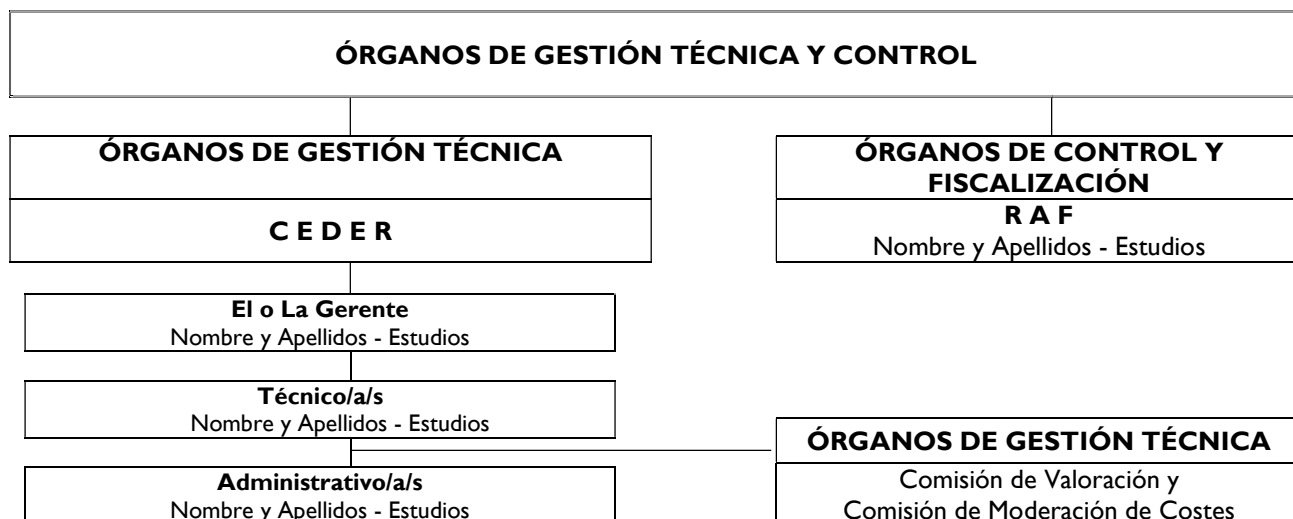 ÓRGANOS DE GESTIÓN TÉCNICA Y CONTROL
ÓRGANOS DE GESTIÓN TÉCNICA
C E D E R
ÓRGANOS DE CONTROL Y
FISCALIZACIÓN
R A F
Nombre y Apellidos - Estudios
El o La Gerente
Nombre y Apellidos - Estudios
Técnico/a/s
Nombre y Apellidos - Estudios
Administrativo/a/s
Nombre y Apellidos - Estudios
ÓRGANOS DE GESTIÓN TÉCNICA
Comisión de Valoración y
Comisión de Moderación de Costes